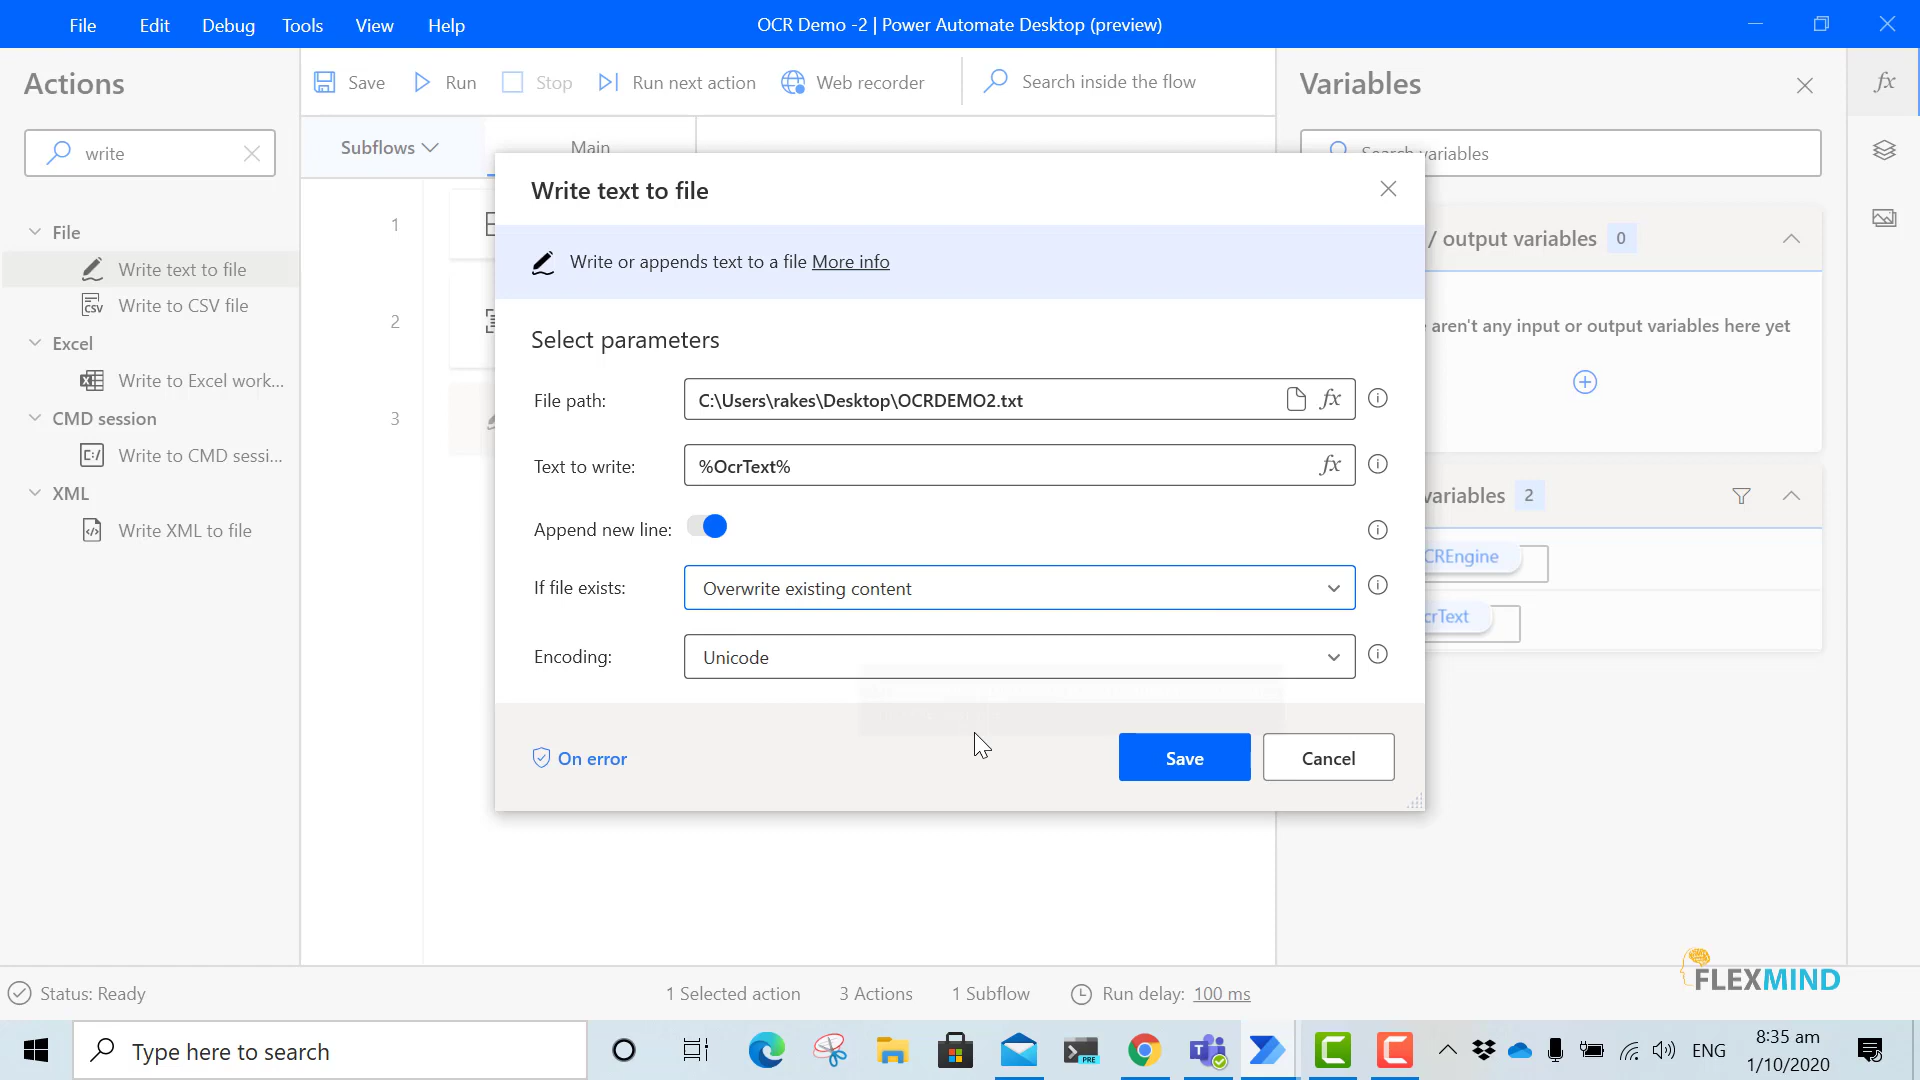 File Edit Debug Tools View Help
OCR Demo -2 | Power Automate Desktop (preview)
Actions
write
File
Write text to file
Write to CSV file
Excel
Write to Excel work...
CMD session
Write to CMD sessi...
XML
Write XML to file
Save Run Stop Run next action Web recorder Search inside the flow
Subflows Main
1
2
3
Write text to file
Write or appends text to a file More info
Select parameters
File path: C:\Users\rakes\Desktop\OCRDEMO2.txt
Text to write: %OcrText%
Append new line:
If file exists: Overwrite existing content
Encoding: Unicode
On error Save Cancel
Variables
Search variables
/ output variables 0
aren't any input or output variables here yet
variables 2
CREngine
crText
FLEXMIND
Status: Ready 1 Selected action 3 Actions 1 Subflow Run delay: 100 ms
Type here to search
ENG
8:35 am
1/10/2020